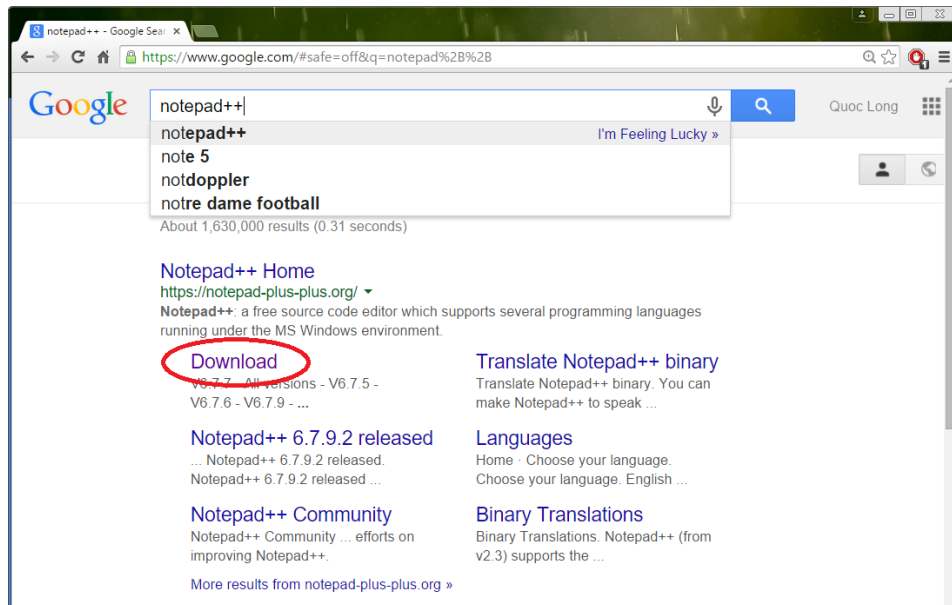 notepad++ - Google Sear
https://www.google.com/#safe=off&q=notepad%2B%2B
1
Google
notepad++
Quoc Long
notepad++
I'm Feeling Lucky »
note 5
notdoppler
notre dame football
About 1,630,000 results (0.31 seconds)
Notepad++ Home
https://notepad-plus-plus.org/
Notepad++: a free source code editor which supports several programming languages
running under the MS Windows environment.
Download
V6.7.7 - All versions - V6.7.5 -
V6.7.6 - V6.7.9 - ...
Translate Notepad++ binary
Translate Notepad++ binary. You can
make Notepad++ to speak ...
Notepad++ 6.7.9.2 released
... Notepad++ 6.7.9.2 released.
Notepad++ 6.7.9.2 released ...
Languages
Home · Choose your language.
Choose your language. English ...
Notepad++ Community
Notepad++ Community ... efforts on
improving Notepad++.
Binary Translations
Binary Translations. Notepad++ (from
v2.3) supports the ...
More results from notepad-plus-plus.org »